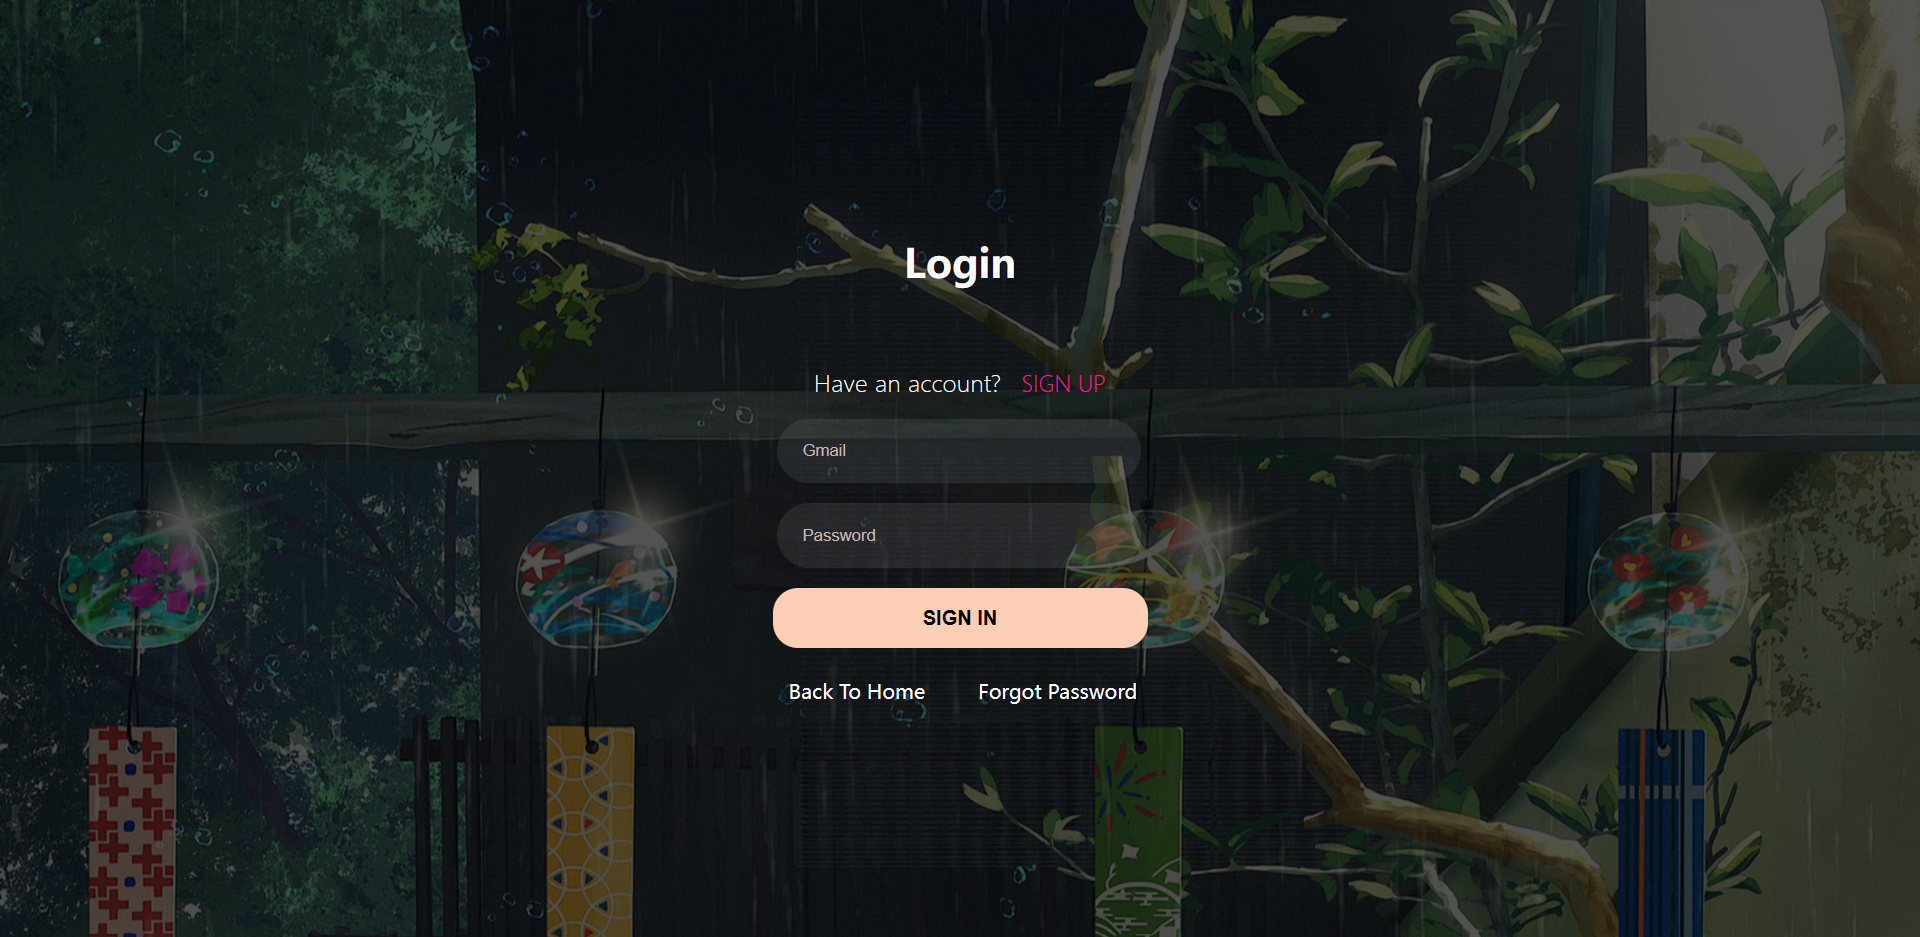 Login
Have an account? SIGN UP
Gmail
Password
SIGN IN
Back To Home Forgot Password